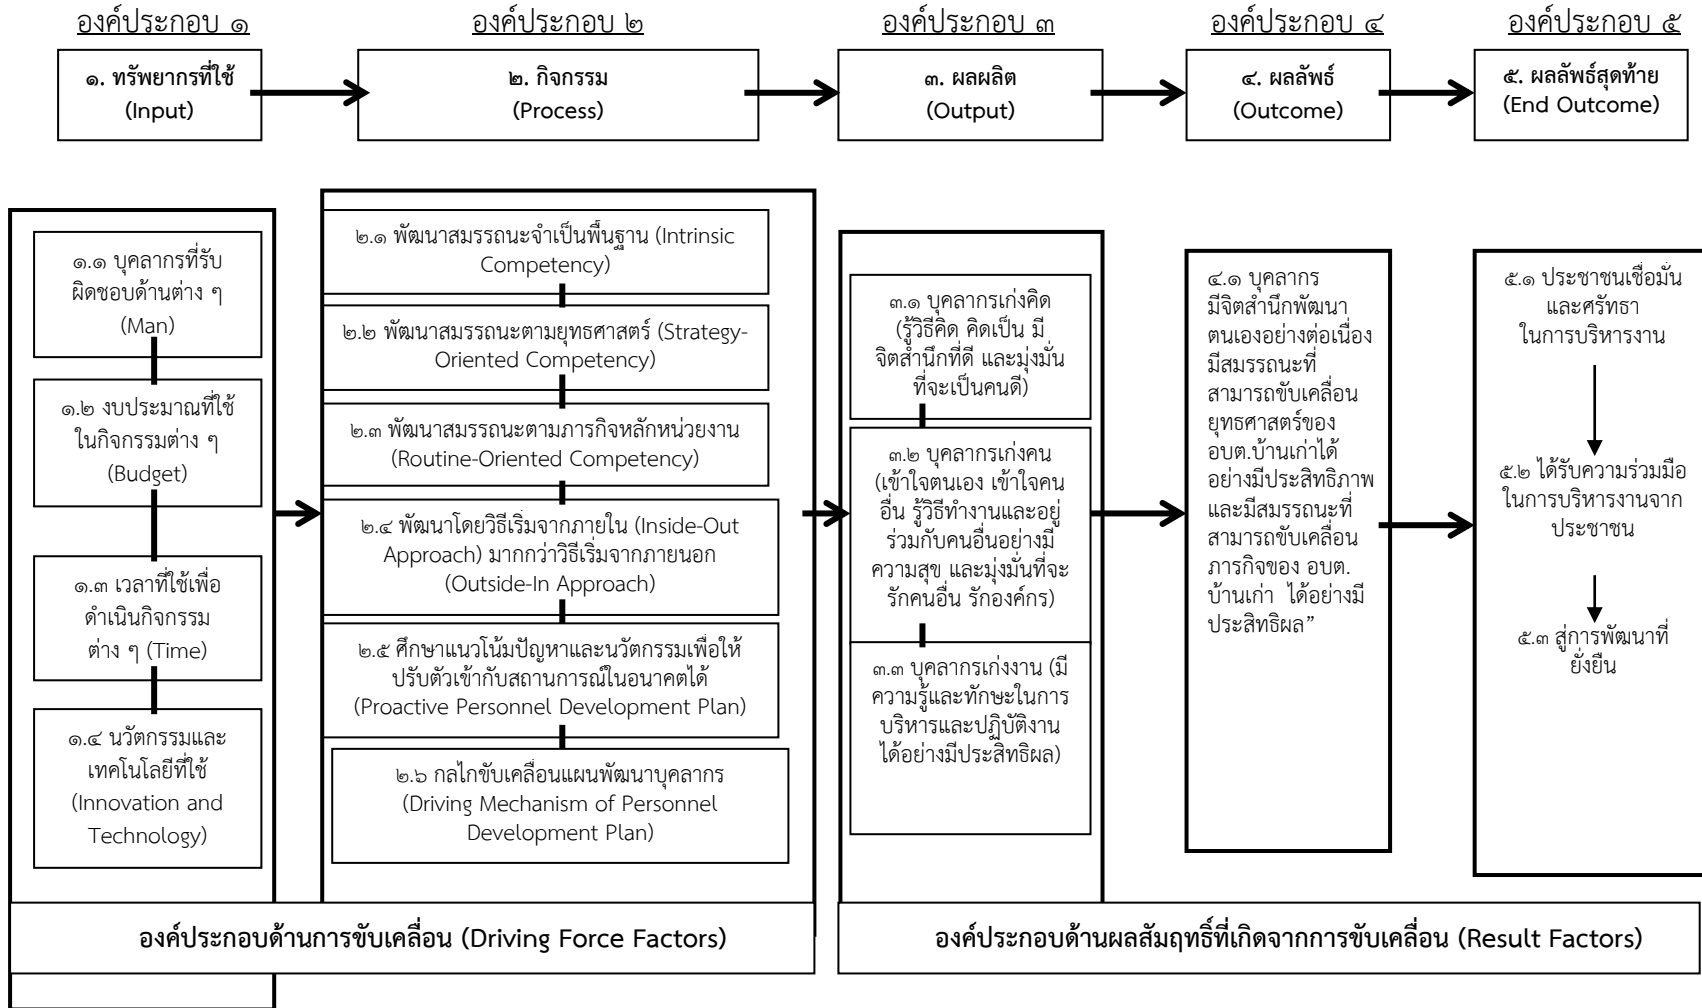 องค์ประกอบ ๑
องค์ประกอบ ๒
องค์ประกอบ ๓
องค์ประกอบ ๔
องค์ประกอบ ๕
๑. ทรัพยากรที่ใช้
(Input)
๒. กิจกรรม
(Process)
๓. ผลผลิต
(Output)
๔. ผลลัพธ์
(Outcome)
๕. ผลลัพธ์สุดท้าย
(End Outcome)
๑.๑ บุคลากรที่รับ
ผิดชอบด้านต่าง ๆ
(Man)
๑.๒ งบประมาณที่ใช้
ในกิจกรรมต่าง ๆ
(Budget)
๑.๓ เวลาที่ใช้เพื่อ
ดำเนินกิจกรรม
ต่าง ๆ (Time)
๑.๔ นวัตกรรมและ
เทคโนโลยีที่ใช้
(Innovation and
Technology)
๒.๑ พัฒนาสมรรถนะจำเป็นพื้นฐาน (Intrinsic
Competency)
๒.๒ พัฒนาสมรรถนะตามยุทธศาสตร์ (Strategy-
Oriented Competency)
๒.๓ พัฒนาสมรรถนะตามภารกิจหลักหน่วยงาน
(Routine-Oriented Competency)
๒.๔ พัฒนาโดยวิธีเริ่มจากภายใน (Inside-Out
Approach) มากกว่าวิธีเริ่มจากภายนอก
(Outside-In Approach)
๒.๕ ศึกษาแนวโน้มปัญหาและนวัตกรรมเพื่อให้
ปรับตัวเข้ากับสถานการณ์ในอนาคตได้
(Proactive Personnel Development Plan)
๒.๖ กลไกขับเคลื่อนแผนพัฒนาบุคลากร
(Driving Mechanism of Personnel
Development Plan)
๓.๑ บุคลากรเก่งคิด
(รู้วิธีคิด คิดเป็น มี
จิตสำนึกที่ดี และมุ่งมั่น
ที่จะเป็นคนดี)
๓.๒ บุคลากรเก่งคน
(เข้าใจตนเอง เข้าใจคน
อื่น รู้วิธีทำงานและอยู่
ร่วมกับคนอื่นอย่างมี
ความสุข และมุ่งมั่นที่จะ
รักคนอื่น รักองค์กร)
๓.๓ บุคลากรเก่งงาน (มี
ความรู้และทักษะในการ
บริหารและปฏิบัติงาน
ได้อย่างมีประสิทธิผล)
๔.๑ บุคลากร
มีจิตสำนึกพัฒนา
ตนเองอย่างต่อเนื่อง
มีสมรรถนะที่
สามารถขับเคลื่อน
ยุทธศาสตร์ของ
อบต.บ้านเก่าได้
อย่างมีประสิทธิภาพ
และมีสมรรถนะที่
สามารถขับเคลื่อน
ภารกิจของ อบต.
บ้านเก่า ได้อย่างมี
ประสิทธิผล”
๕.๑ ประชาชนเชื่อมั่น
และศรัทธา
ในการบริหารงาน
๕.๒ ได้รับความร่วมมือ
ในการบริหารงานจาก
ประชาชน
๕.๓ สู่การพัฒนาที่
ยั่งยืน
องค์ประกอบด้านการขับเคลื่อน (Driving Force Factors)
องค์ประกอบด้านผลสัมฤทธิ์ที่เกิดจากการขับเคลื่อน (Result Factors)